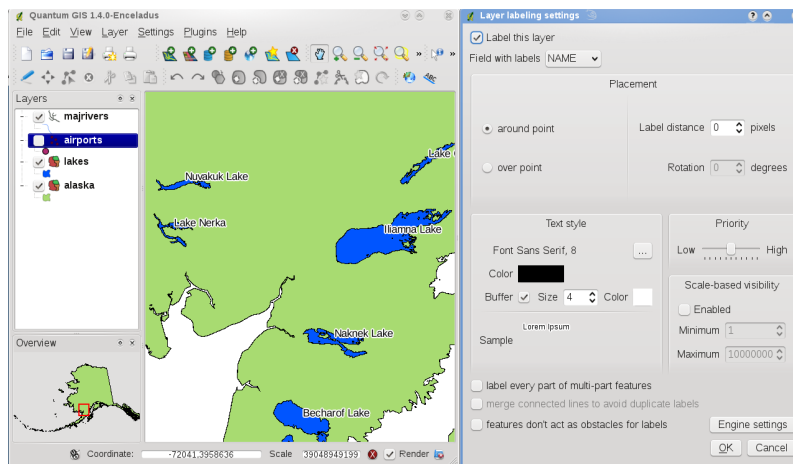 Quantum GIS 1.4.0-Enceladus
File Edit View Layer Settings Plugins Help
Layers
majrivers
airports
lakes
alaska
Overview
Nuvakuk Lake
Lake
Lake Nerka
Iliamna Lake
Naknek Lake
Becharof Lake
Coordinate: -72041.3958636 Scale 39048949199 Render
Layer labeling settings
Label this layer
Field with labels NAME
Placement
around point
Label distance 0 pixels
over point
Rotation 0 degrees
Text style
Font Sans Serif, 8 ...
Color
Buffer Size 4 Color
Lorem Ipsum
Sample
Priority
Low High
Scale-based visibility
Enabled
Minimum 1
Maximum 10000000
label every part of multi-part features
merge connected lines to avoid duplicate labels
features don't act as obstacles for labels
Engine settings
OK Cancel